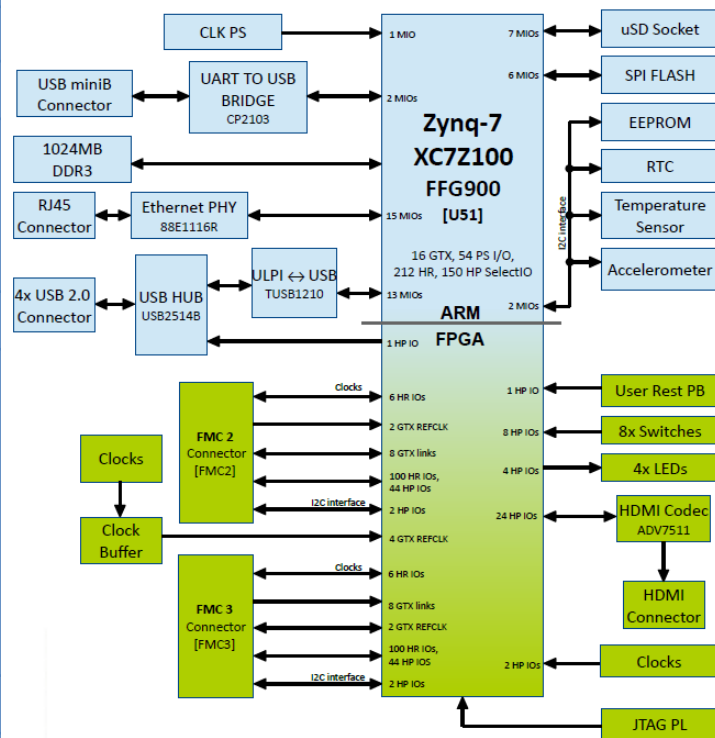 CLK PS
1 MIO
7 MIOs
uSD Socket
USB miniB
Connector
UART TO USB
BRIDGE
CP2103
2 MIOs
6 MIOs
SPI FLASH
Zynq-7
XC7Z100
FFG900
[U51]
EEPROM
1024MB
DDR3
RTC
RJ45
Connector
Ethernet PHY
88E1116R
15 MIOs
I2C interface
Temperature
Sensor
16 GTX, 54 PS I/O,
212 HR, 150 HP SelectIO
Accelerometer
4x USB 2.0
Connector
USB HUB
USB2514B
ULPI ↔ USB
TUSB1210
13 MIOs
2 MIOs
ARM
FPGA
1 HP IO
FMC 2
Connector
[FMC2]
Clocks
6 HR IOs
2 GTX REFCLK
8 GTX links
100 HR IOs,
44 HP IOS
I2C interface
2 HP IOs
1 HP IO
User Rest PB
8 HP IOs
8x Switches
4 HP IOs
4x LEDs
24 HP IOs
HDMI Codec
ADV7511
HDMI
Connector
Clocks
Clock
Buffer
4 GTX REFCLK
FMC 3
Connector
[FMC3]
Clocks
6 HR IOs
8 GTX links
2 GTX REFCLK
100 HR IOs,
44 HP IOS
I2C interface
2 HP IOs
2 HP IOs
Clocks
JTAG PL